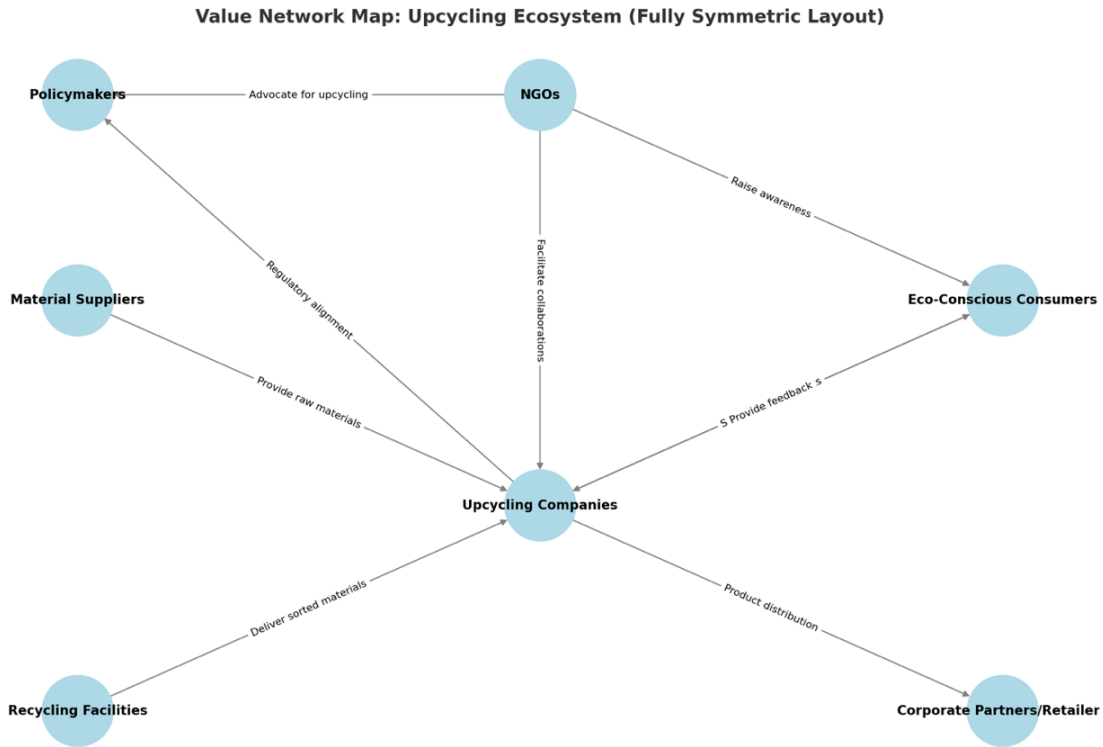 Value Network Map: Upcycling Ecosystem (Fully Symmetric Layout)
Policymakers
Advocate for upcycling
NGOs
Raise awareness
Facilitate collaborations
Regulatory alignment
Material Suppliers
Eco-Conscious Consumers
Provide raw materials
S Provide feedback s
Upcycling Companies
Deliver sorted materials
Product distribution
Recycling Facilities
Corporate Partners/Retailer